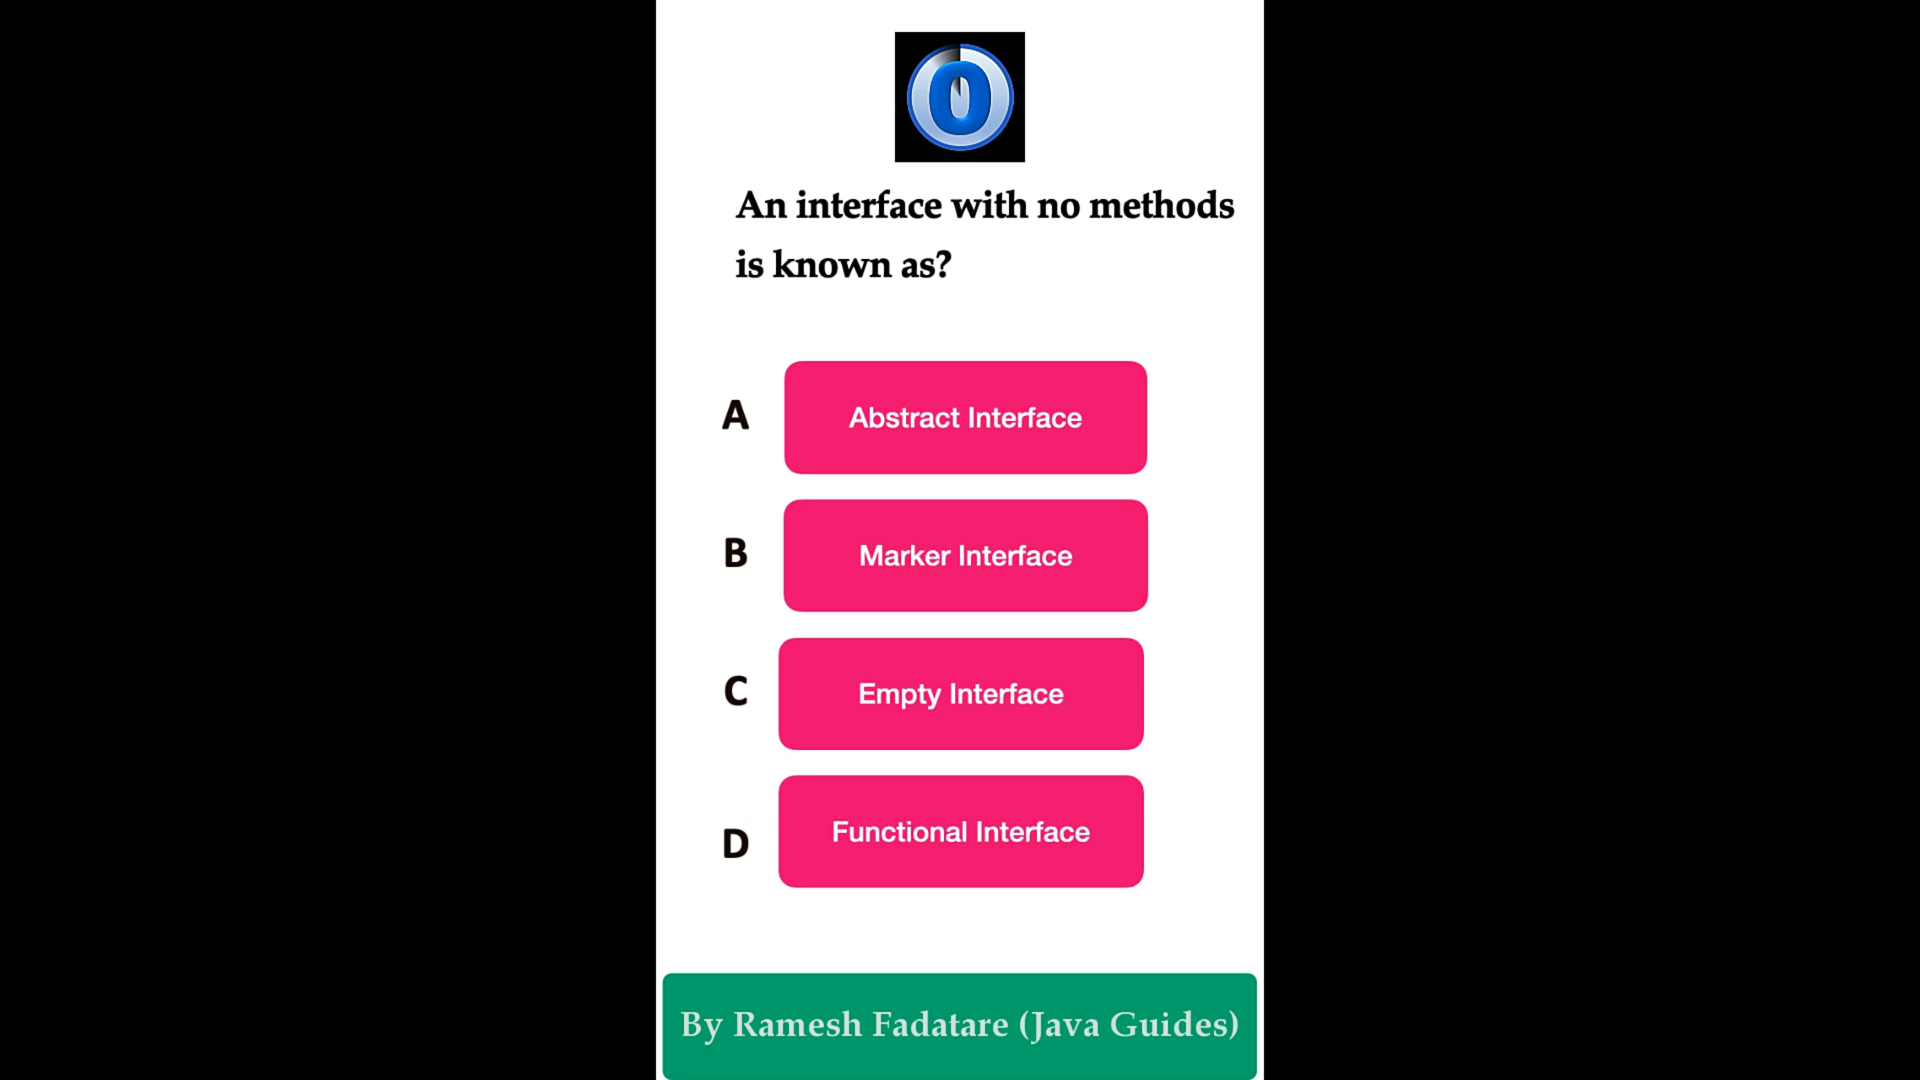 0
An interface with no methods
is known as?
A
Abstract Interface
B
Marker Interface
C
Empty Interface
D
Functional Interface
By Ramesh Fadatare (Java Guides)